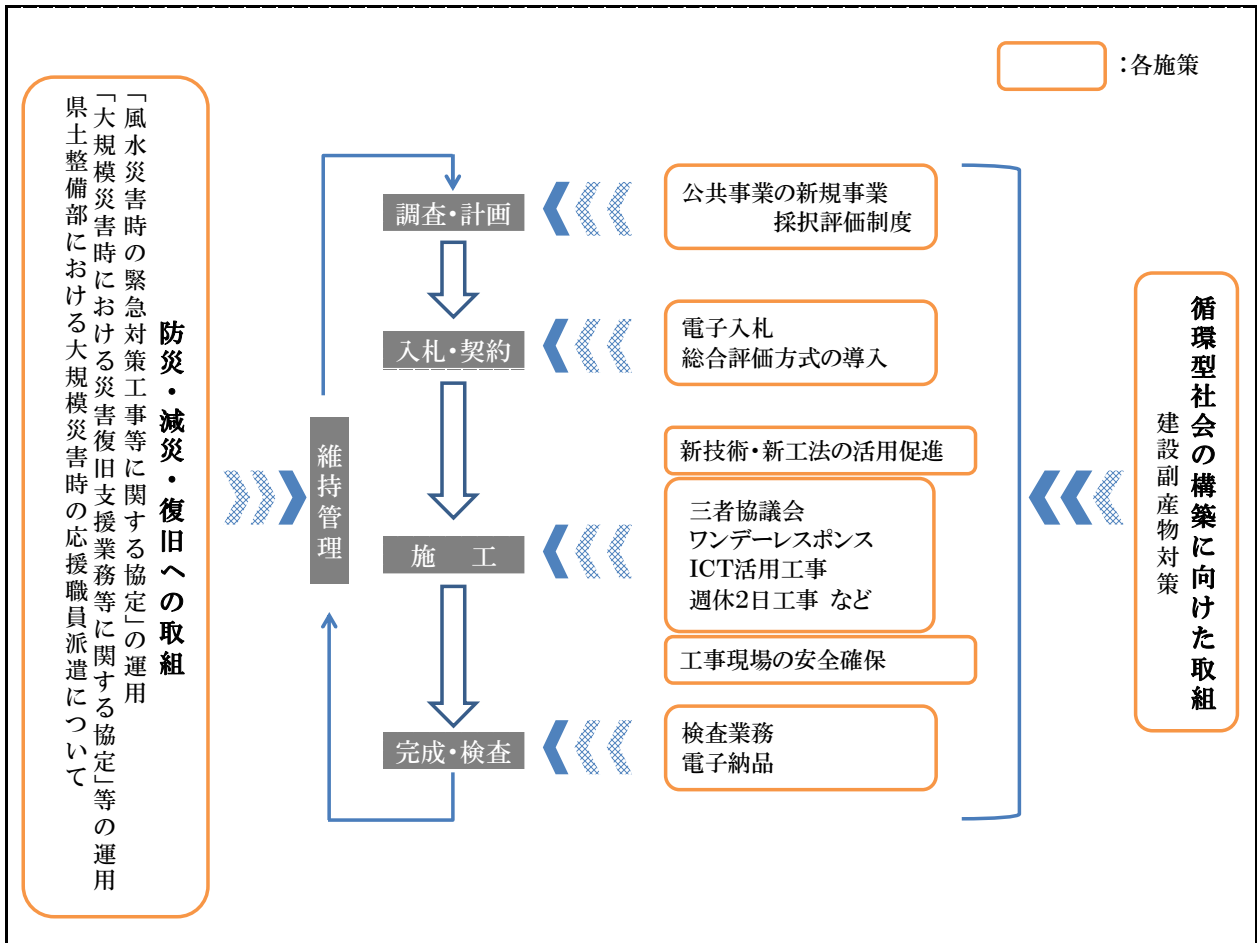 ：各施策
防災・減災・復旧への取組
「風水災害時の緊急対策工事等に関する協定」の運用
「大規模災害時における災害復旧支援業務等に関する協定」等の運用
県土整備部における大規模災害時の応援職員派遣について
維持管理
調査・計画
入札・契約
施　工
完成・検査
公共事業の新規事業
採択評価制度
電子入札
総合評価方式の導入
新技術・新工法の活用促進
三者協議会
ワンデーレスポンス
ICT活用工事
週休2日工事 など
工事現場の安全確保
検査業務
電子納品
循環型社会の構築に向けた取組
建設副産物対策